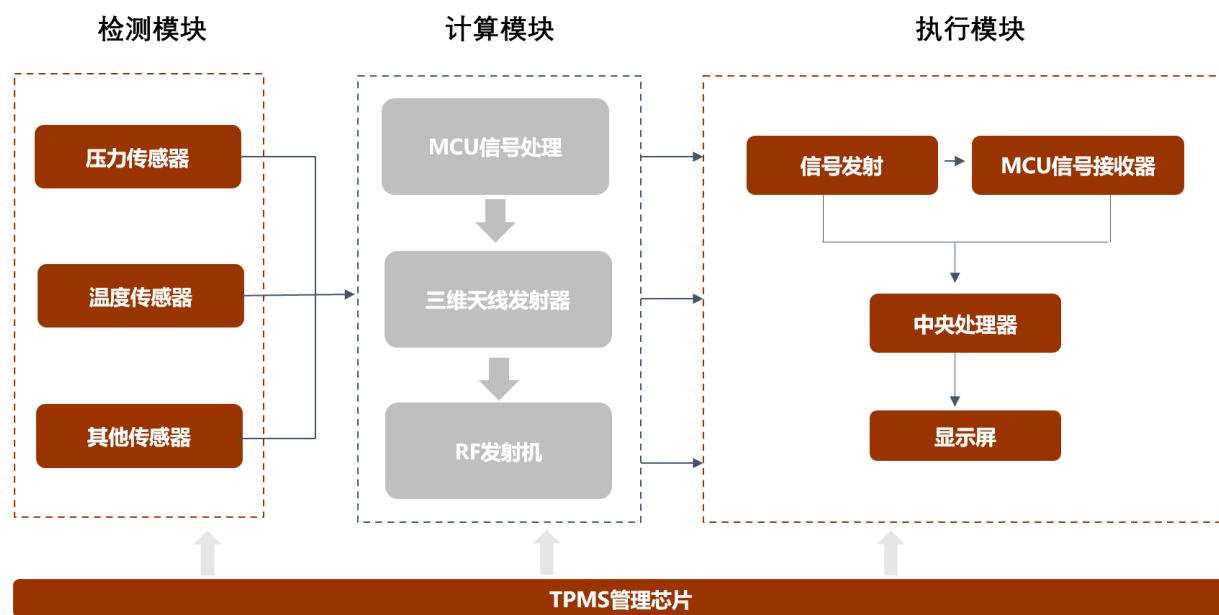 检测模块
计算模块
执行模块
压力传感器
温度传感器
其他传感器
MCU信号处理
三维天线发射器
RF发射机
信号发射
MCU信号接收器
中央处理器
显示屏
TPMS管理芯片